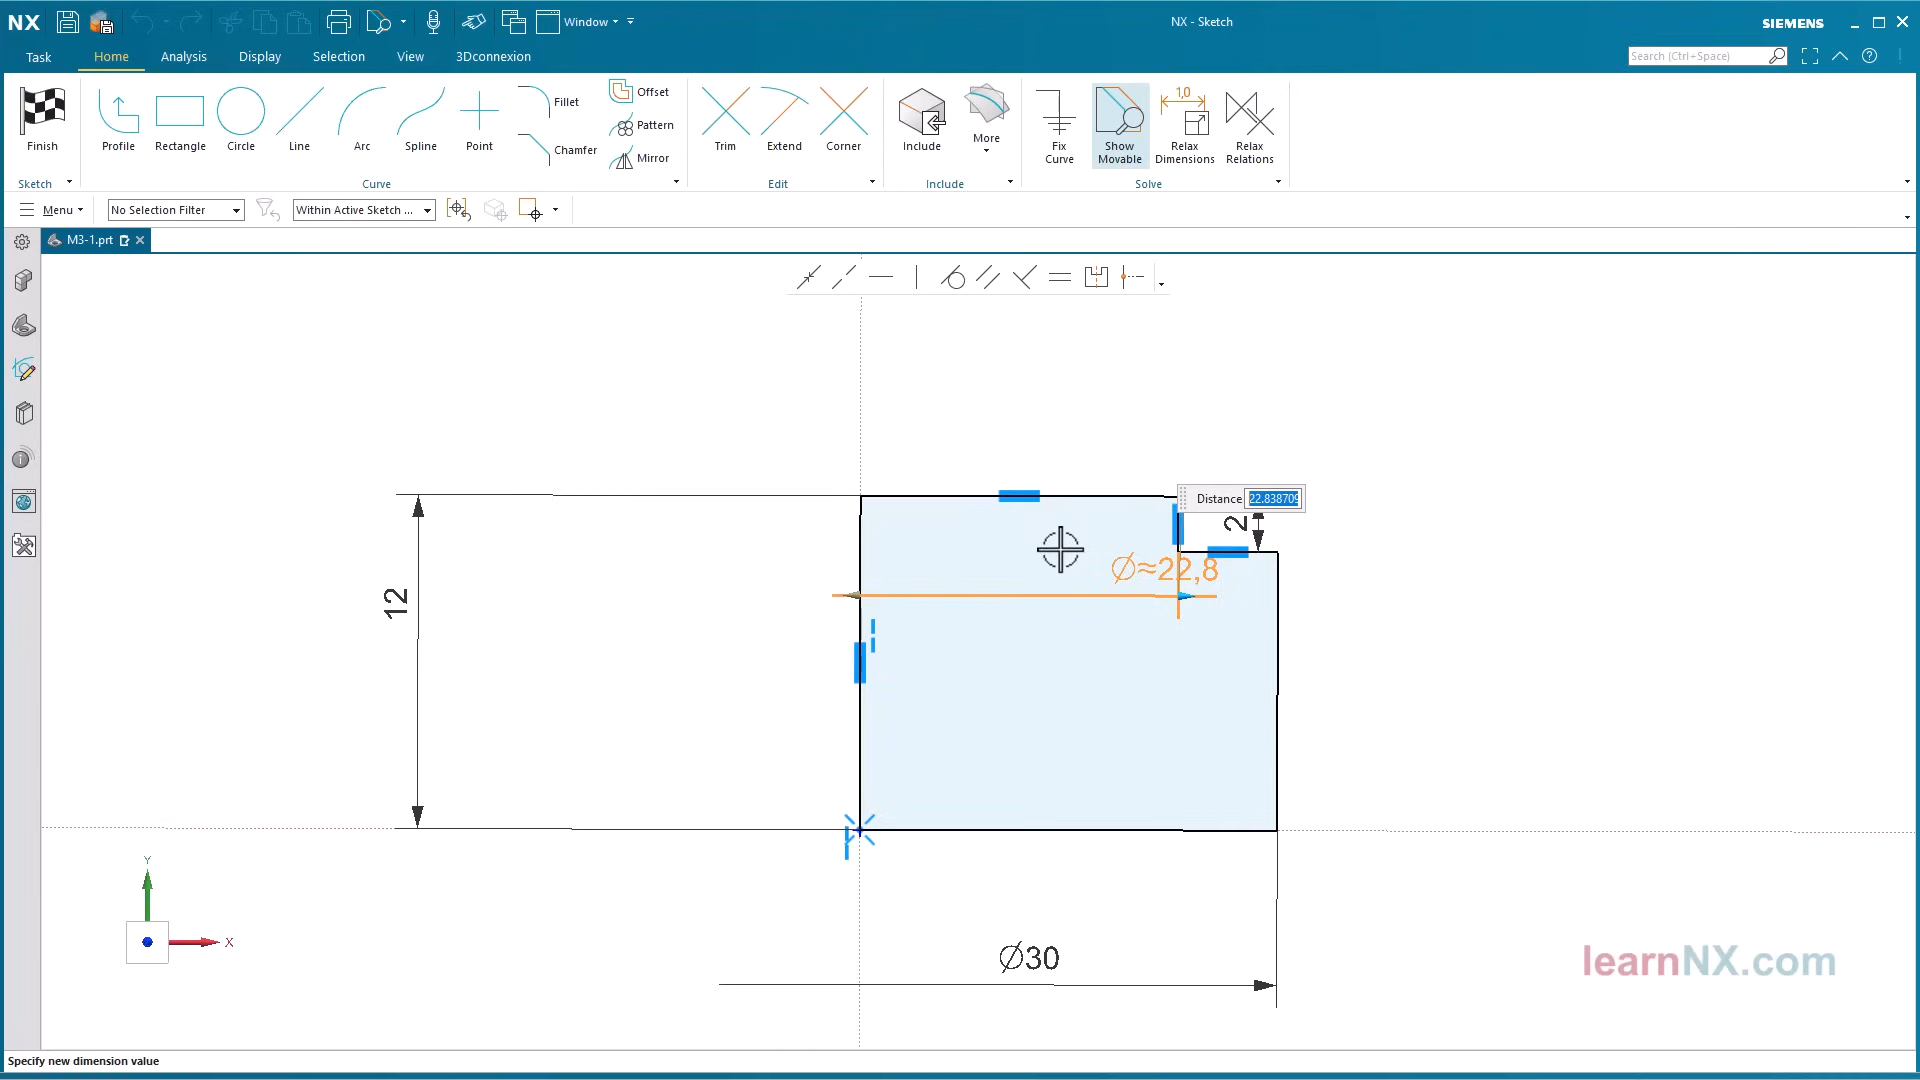 NX
Window
NX - Sketch
SIEMENS
Task
Home
Analysis
Display
Selection
View
3Dconnexion
Search (Ctrl+Space)
Finish
Profile
Rectangle
Circle
Line
Arc
Spline
Point
Fillet
Chamfer
Offset
Pattern
Mirror
Trim
Extend
Corner
Include
More
Fix
Curve
Show
Movable
1,0
Relax
Dimensions
Relax
Relations
Sketch
Curve
Edit
Include
Solve
Menu
No Selection Filter
Within Active Sketch ...
M3-1.prt
Distance
22.838709
2
∅≈22,8
12
∅30
Y
X
learnNX.com
Specify new dimension value